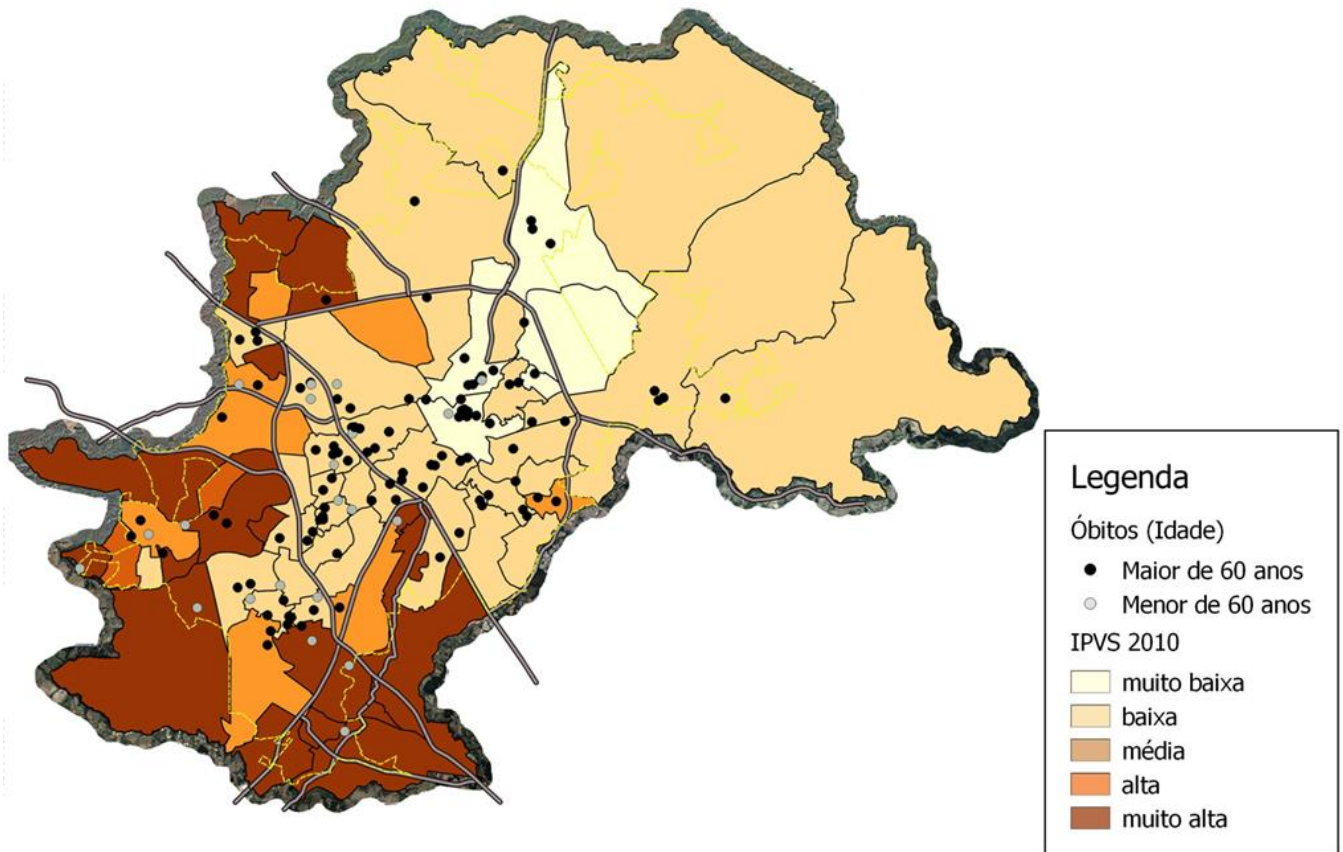 Legenda
Óbitos (Idade)
Maior de 60 anos
Menor de 60 anos
IPVS 2010
muito baixa
baixa
média
alta
muito alta